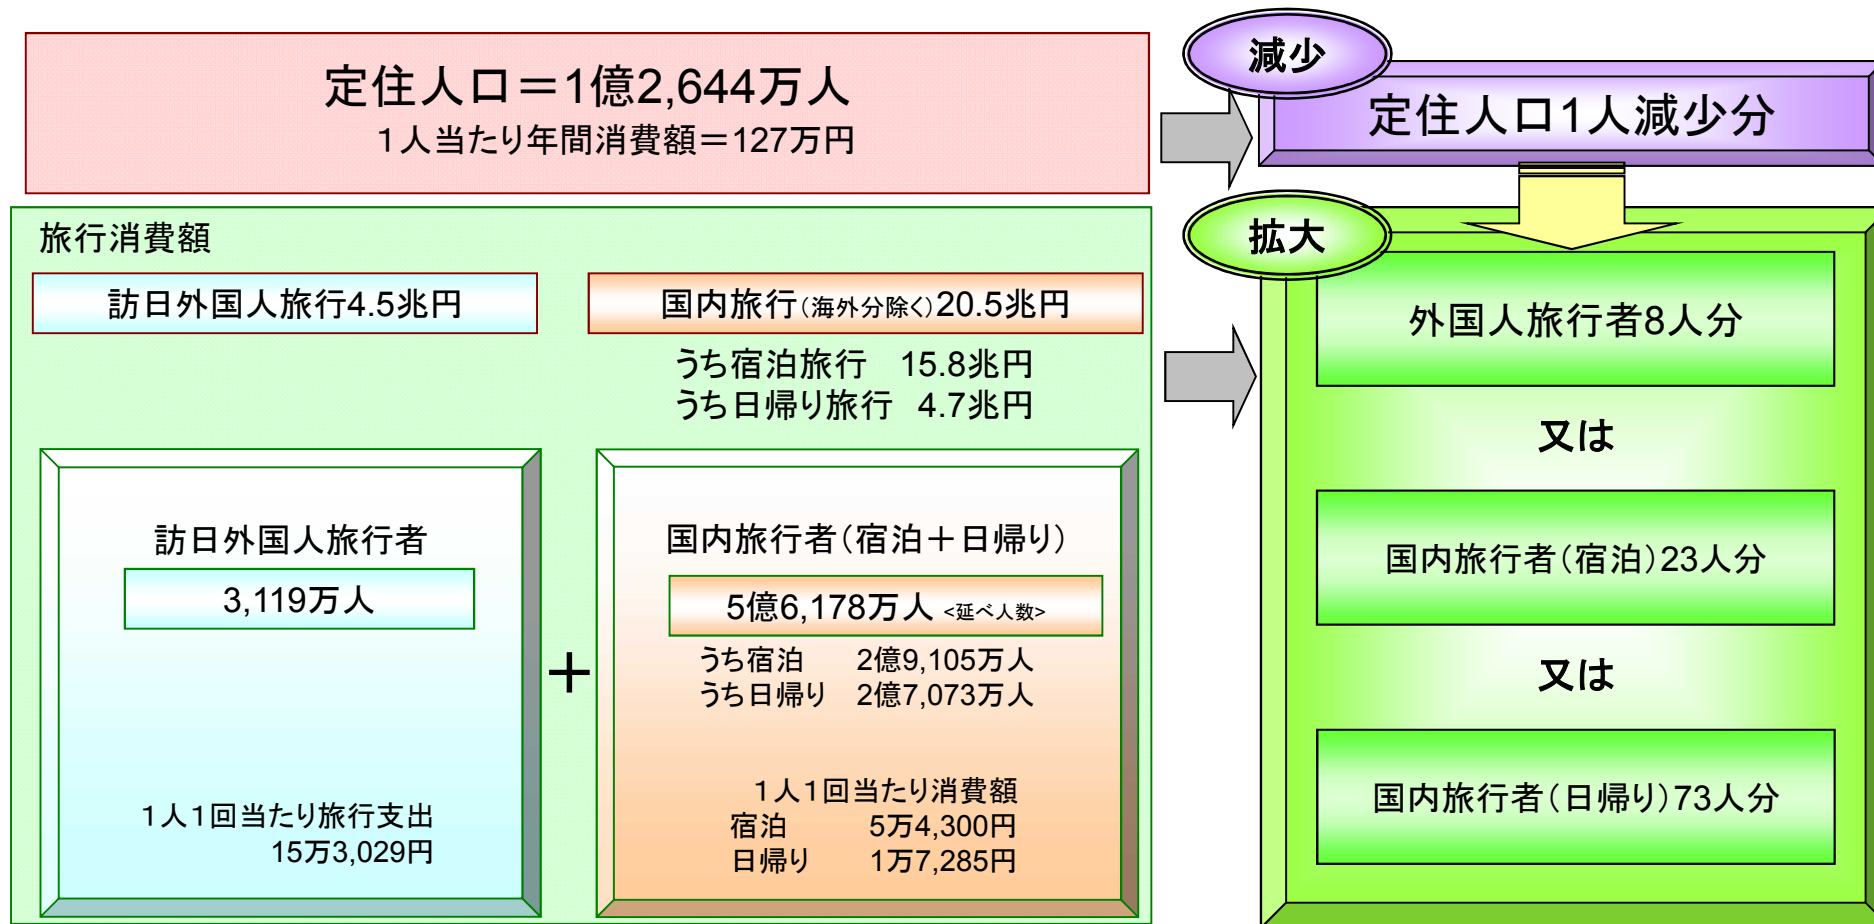 定住人口＝1億2,644万人
1人当たり年間消費額＝127万円
減少
定住人口1人減少分
旅行消費額
訪日外国人旅行4.5兆円
国内旅行（海外分除く）20.5兆円
うち宿泊旅行　15.8兆円
うち日帰り旅行　4.7兆円
訪日外国人旅行者
3,119万人
1人1回当たり旅行支出
15万3,029円
＋
国内旅行者（宿泊＋日帰り）
5億6,178万人 <延べ人数>
うち宿泊　2億9,105万人
うち日帰り　2億7,073万人
1人1回当たり消費額
宿泊　5万4,300円
日帰り　1万7,285円
拡大
外国人旅行者8人分
又は
国内旅行者（宿泊）23人分
又は
国内旅行者（日帰り）73人分